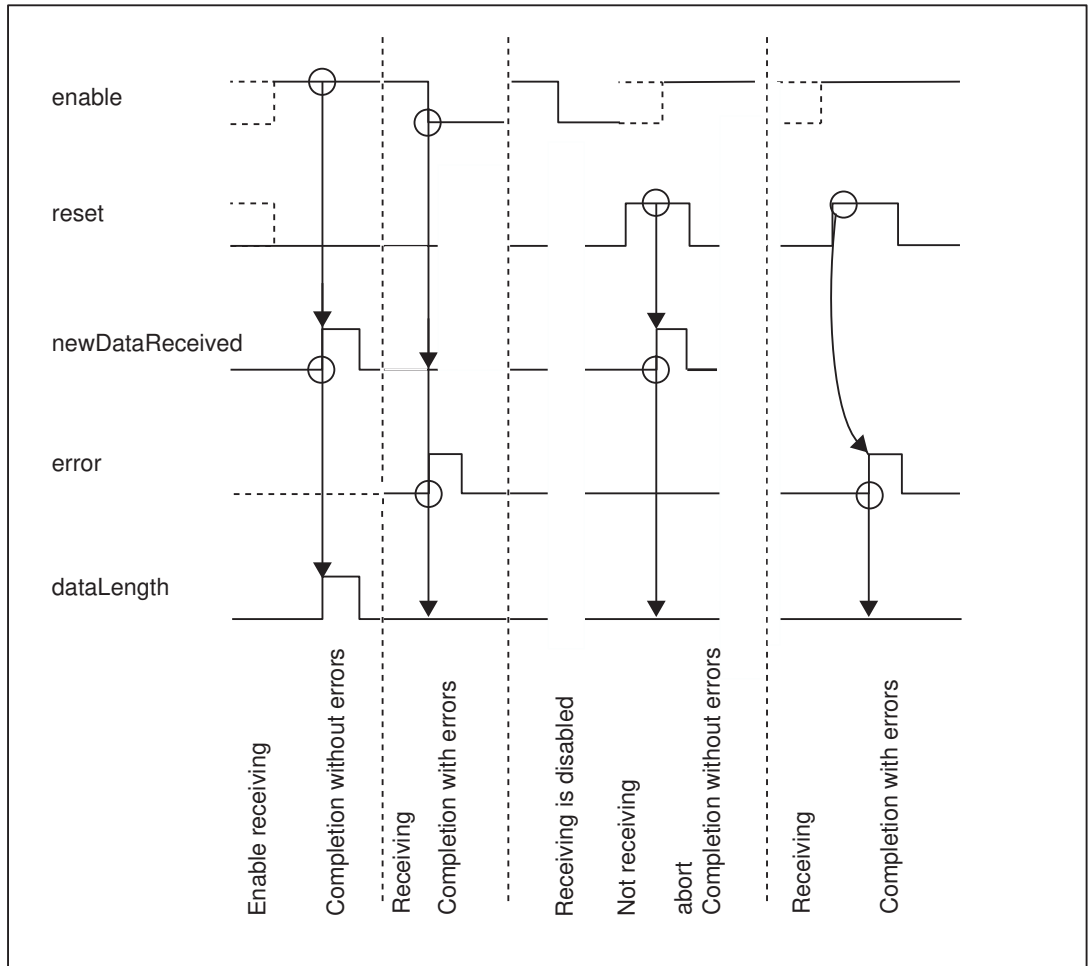 enable
reset
newDataReceived
error
dataLength
Enable receiving
Completion without errors
Receiving
Completion with errors
Receiving is disabled
Not receiving
abort
Completion without errors
Receiving
Completion with errors